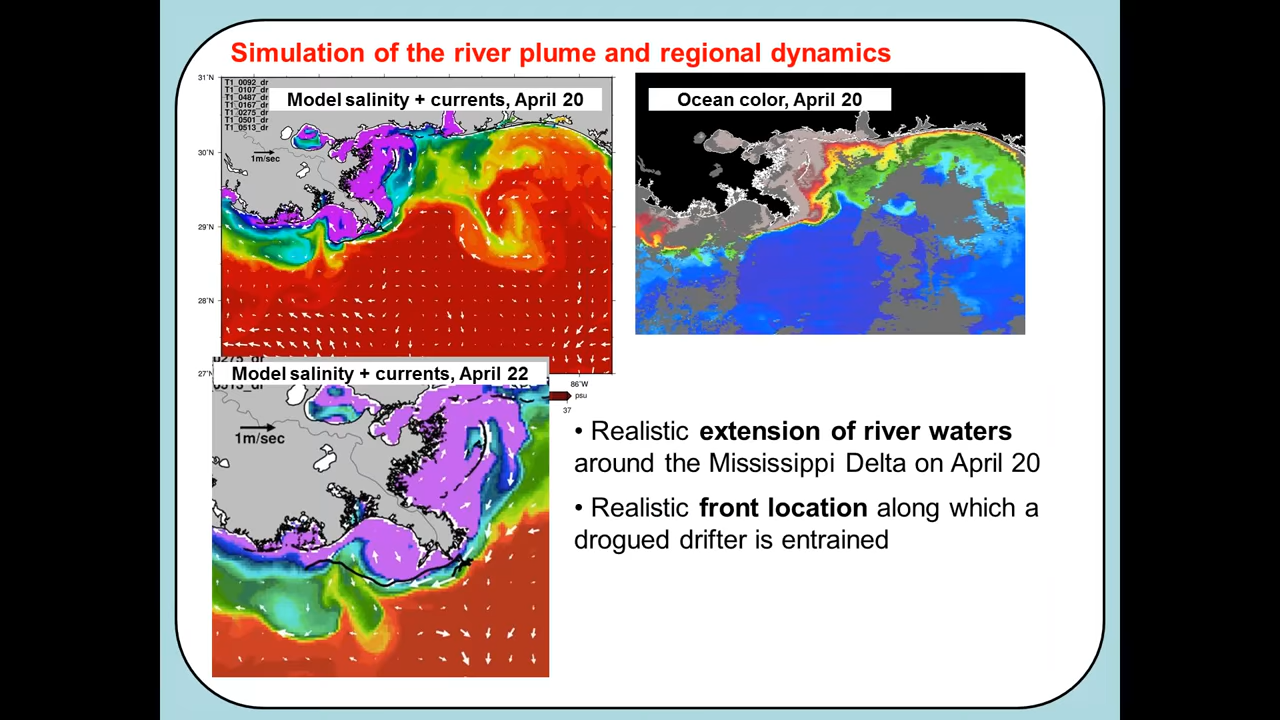 Simulation of the river plume and regional dynamics
31°N
T1_0092_dr
T1_0107_dr
T1_0487_dr
T1_0167_dr
T1_0275_dr
T1_0501_dr
T1_0513_dr
Model salinity + currents, April 20
30°N
1m/sec
29°N
28°N
27°N
86°W
psu
37
Ocean color, April 20
0275_dr
0513_dr
Model salinity + currents, April 22
1m/sec
• Realistic extension of river waters
around the Mississippi Delta on April 20
• Realistic front location along which a
drogued drifter is entrained